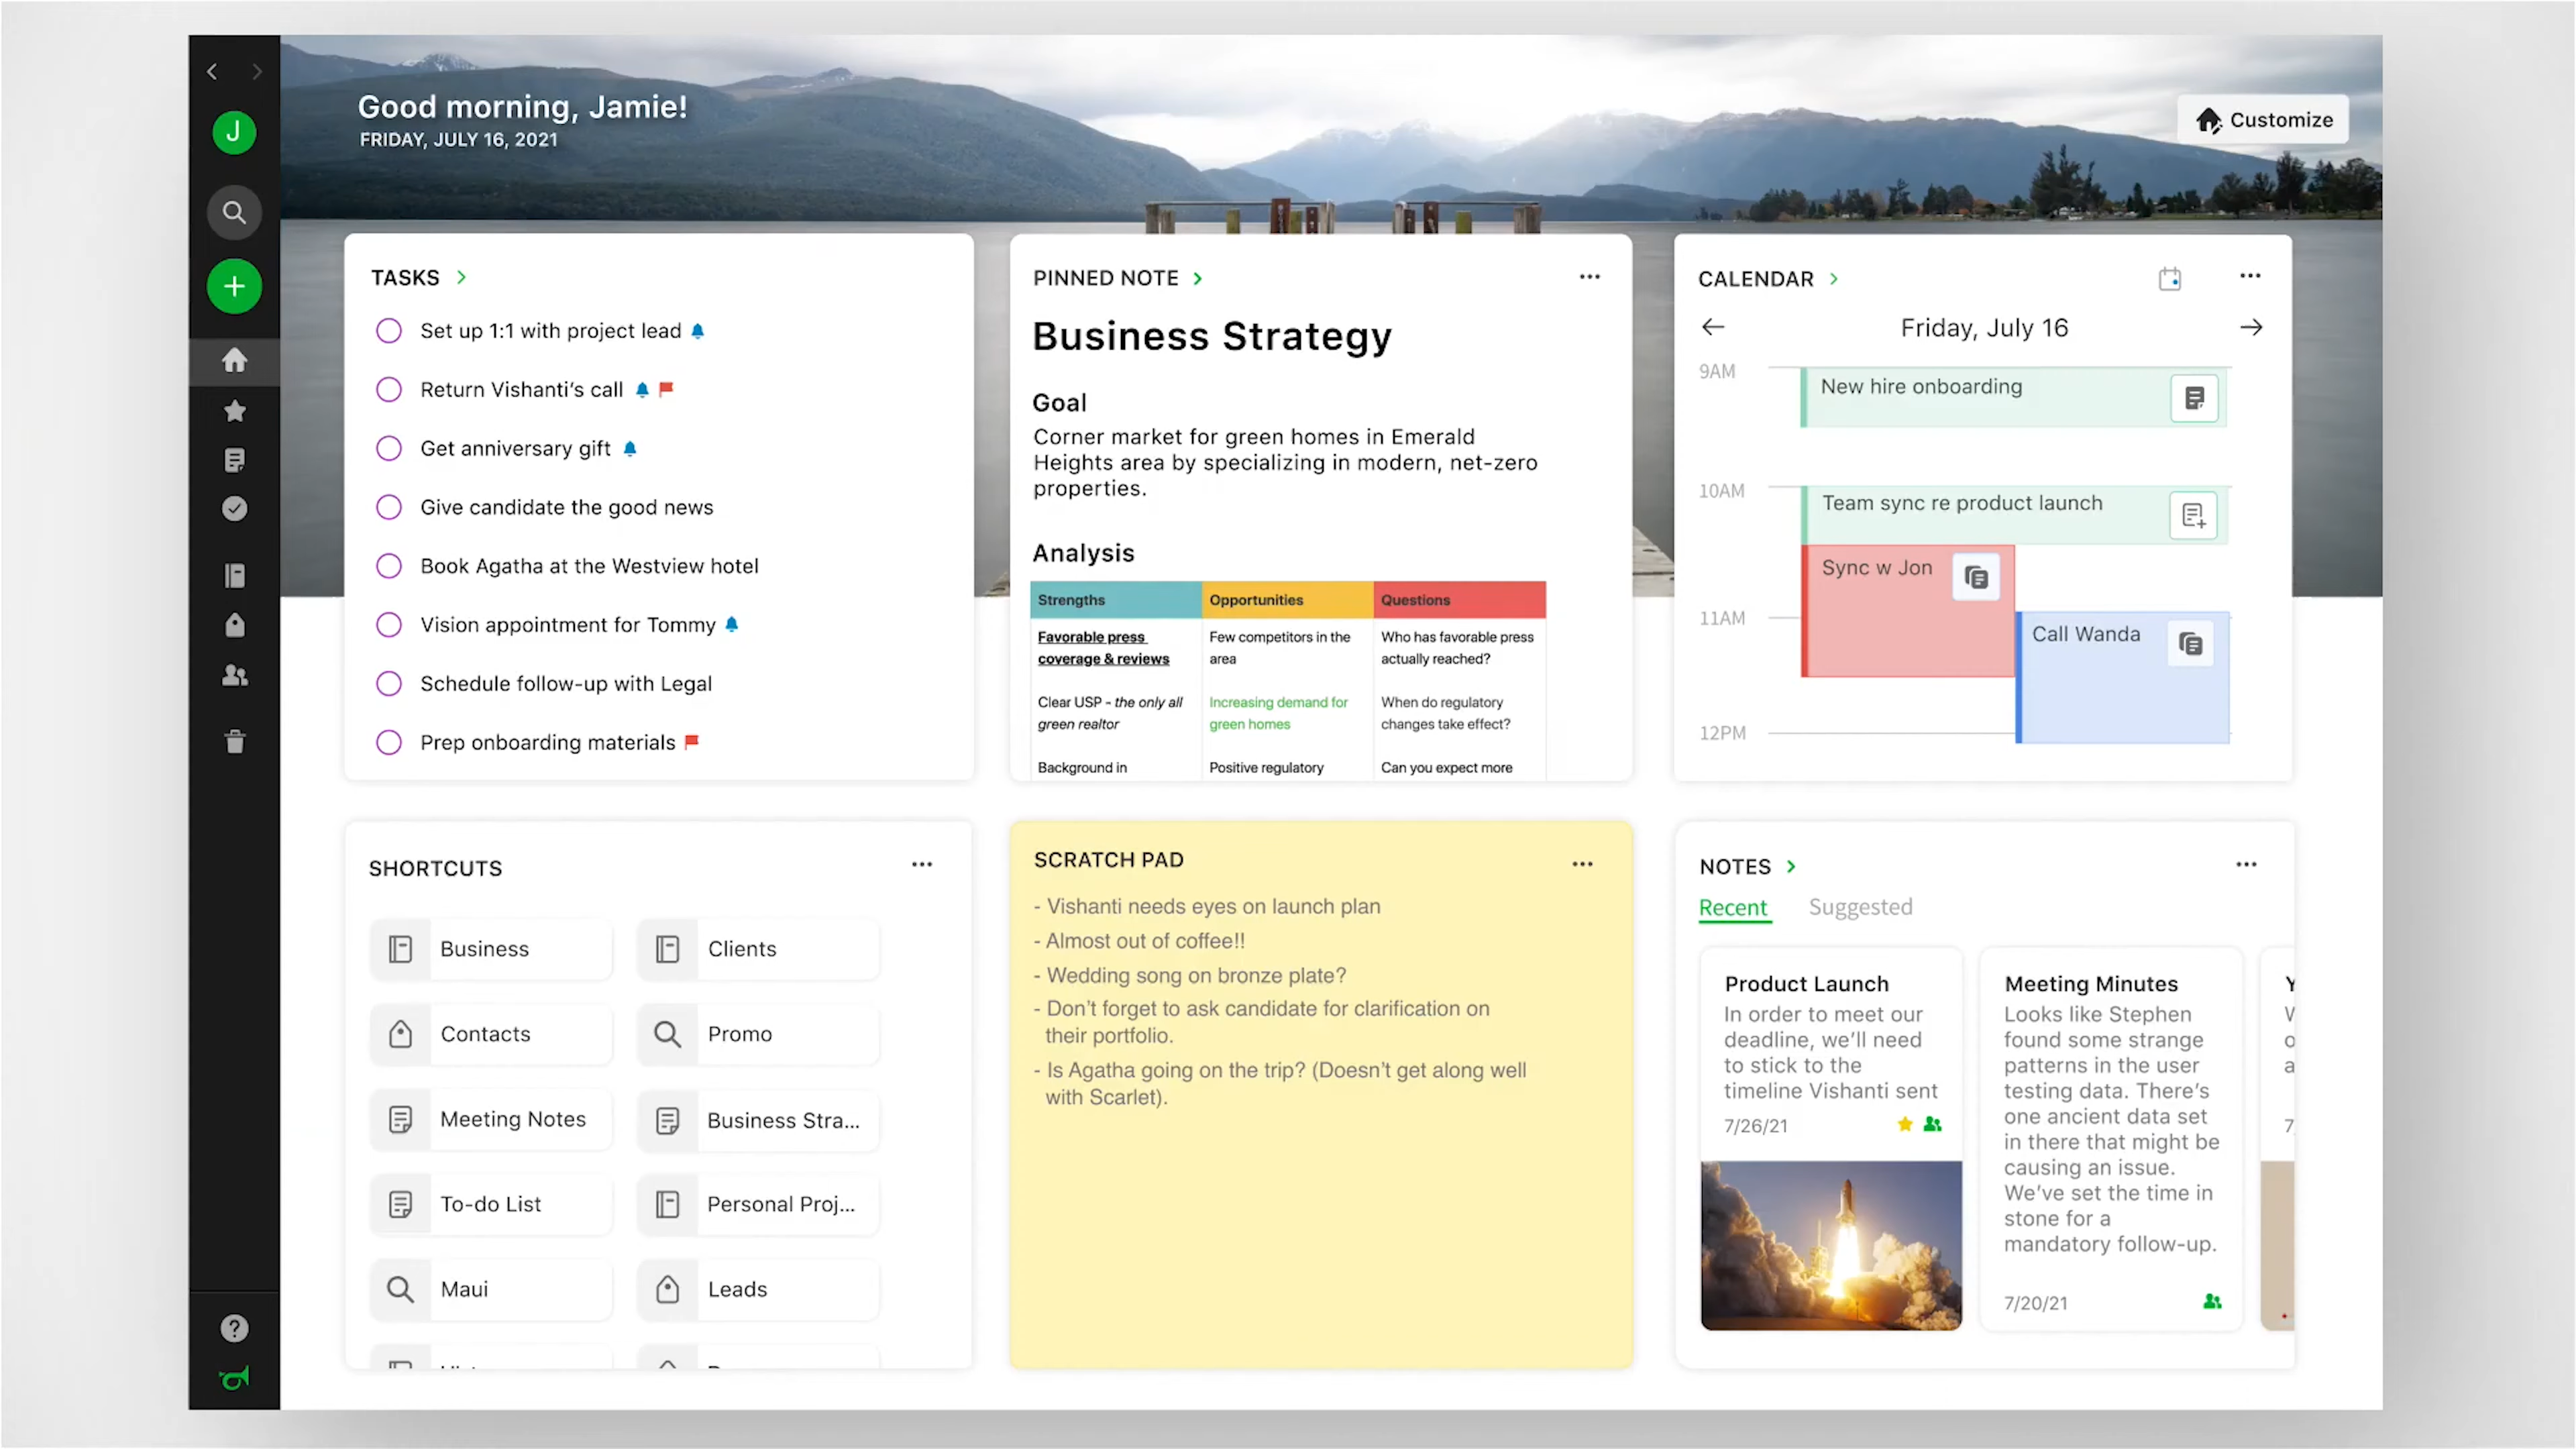 Good morning, Jamie!
FRIDAY, JULY 16, 2021
J
Customize
TASKS
Set up 1:1 with project lead
Return Vishanti's call
Get anniversary gift
Give candidate the good news
Book Agatha at the Westview hotel
Vision appointment for Tommy
Schedule follow-up with Legal
Prep onboarding materials
PINNED NOTE
Business Strategy
Goal
Corner market for green homes in Emerald
Heights area by specializing in modern, net-zero
properties.
Analysis
Strengths Opportunities Questions
Favorable press Few competitors in the Who has favorable press
coverage & reviews area actually reached?
Clear USP - the only all Increasing demand for When do regulatory
green realtor green homes changes take effect?
Background in Positive regulatory Can you expect more
CALENDAR
Friday, July 16
9AM
New hire onboarding
10AM
Team sync re product launch
Sync w Jon
11AM
Call Wanda
12PM
SHORTCUTS
Business
Clients
Contacts
Promo
Meeting Notes
Business Stra...
To-do List
Personal Proj...
Maui
Leads
SCRATCH PAD
- Vishanti needs eyes on launch plan
- Almost out of coffee!!
- Wedding song on bronze plate?
- Don't forget to ask candidate for clarification on
their portfolio.
- Is Agatha going on the trip? (Doesn't get along well
with Scarlet).
NOTES
Recent Suggested
Product Launch
In order to meet our
deadline, we'll need
to stick to the
timeline Vishanti sent
7/26/21
Meeting Minutes
Looks like Stephen
found some strange
patterns in the user
testing data. There's
one ancient data set
in there that might be
causing an issue.
We've set the time in
stone for a
mandatory follow-up.
7/20/21